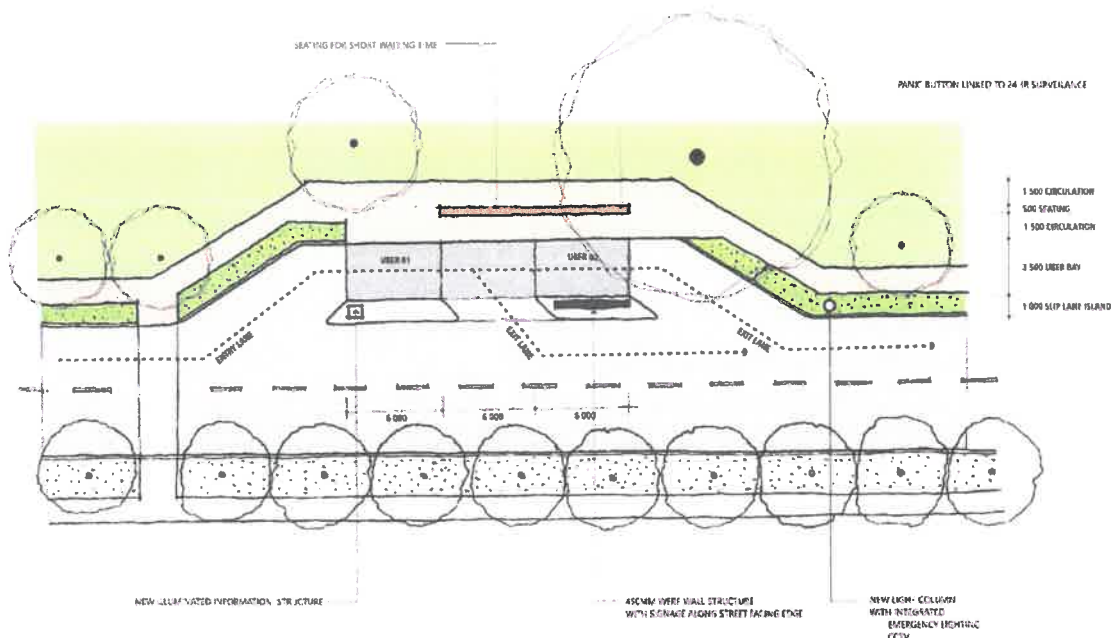 SEATING FOR SHORT WAITING TIME
PANIC BUTTON LINKED TO 24 HR SURVEILANCE
1 500 CIRCULATION
500 SEATING
1 500 CIRCULATION
UBER 01
UBER 02
2 500 UBER BAY
1 000 SLIP LANE ISLAND
ENTRY LANE
EXIT LANE
EXIT LANE
6 000
6 000
6 000
NEW ILLUMINATED INFORMATION STRUCTURE
450MM WERF WALL STRUCTURE
WITH SIGNAGE ALONG STREET FACING EDGE
NEW LIGHT COLUMN
WITH INTEGRATED
EMERGENCY LIGHTING
CCTV